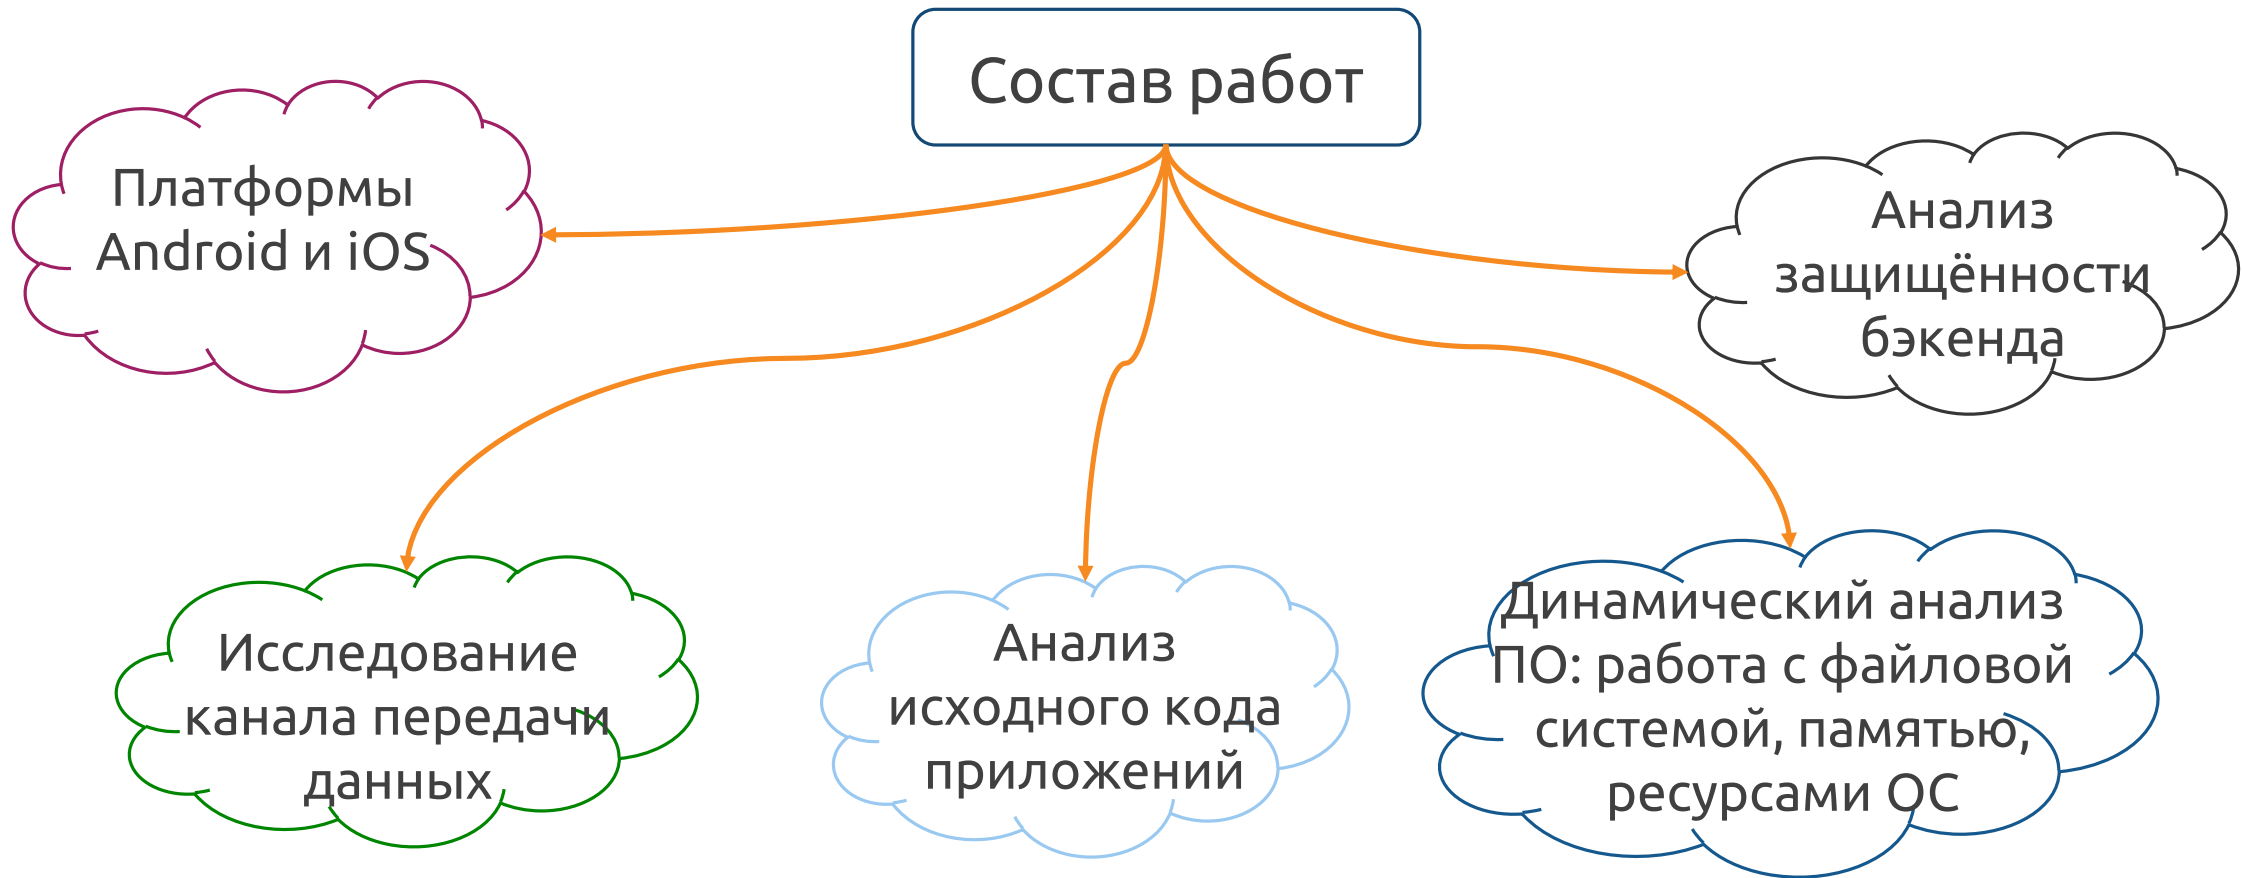 Состав работ
Платформы
Android и iOS
Анализ
защищённости
бэкенда
Исследование
канала передачи
данных
Анализ
исходного кода
приложений
Динамический анализ
ПО: работа с файловой
системой, памятью,
ресурсами ОС